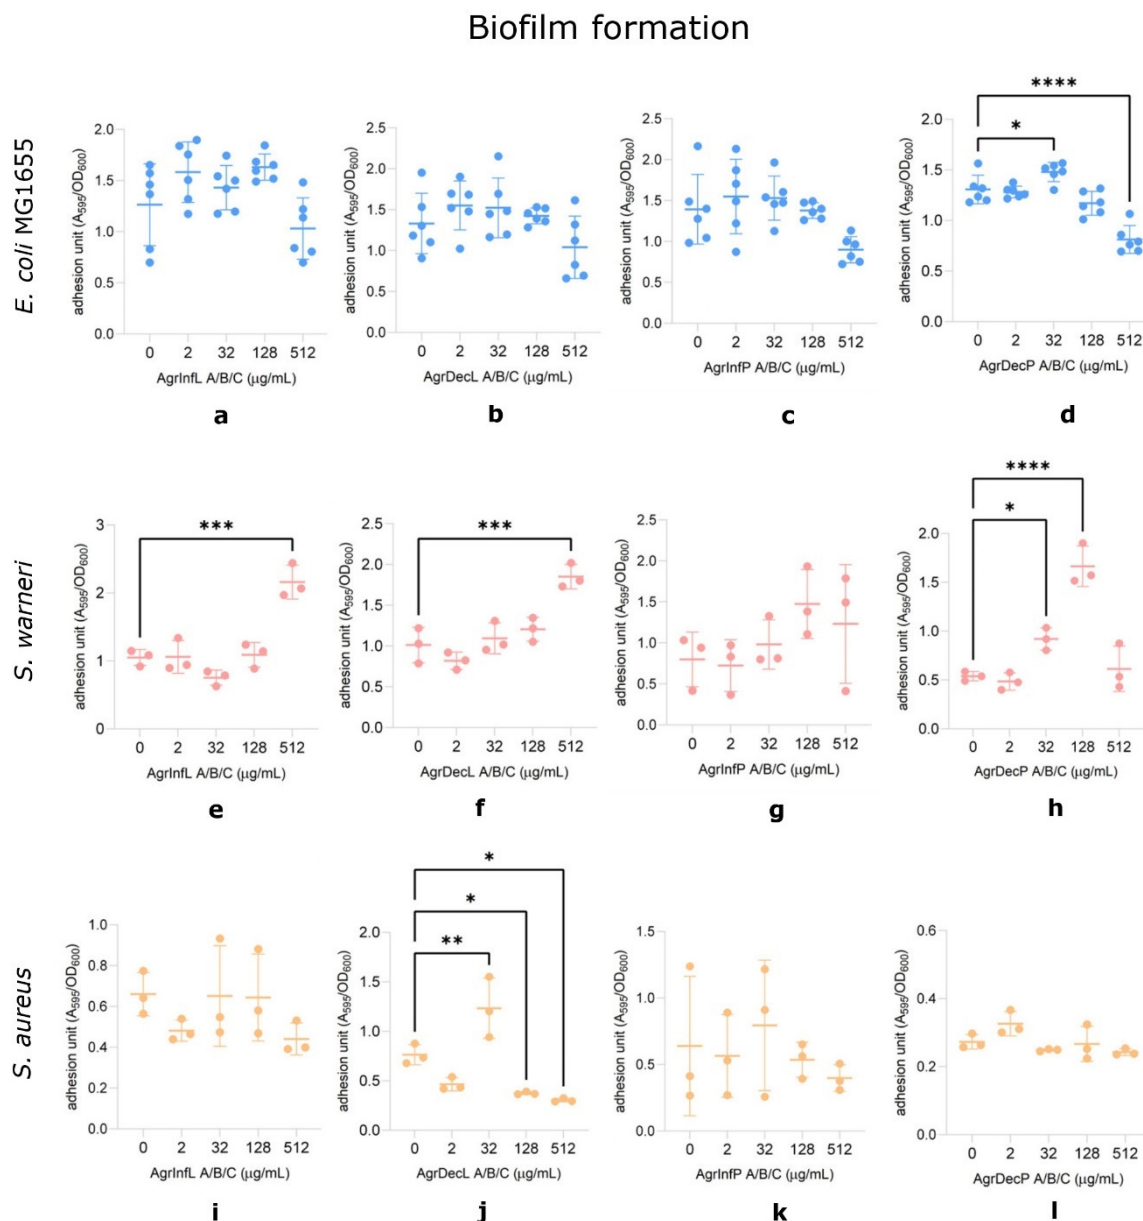 Biofilm formation
E. coli MG1655
adhesion unit (A595/OD600)
2.0
1.5
1.0
0.5
0.0
0 2 32 128 512
AgrInfL A/B/C (μg/mL)
a
adhesion unit (A595/OD600)
2.5
2.0
1.5
1.0
0.5
0.0
0 2 32 128 512
AgrDecL A/B/C (μg/mL)
b
adhesion unit (A595/OD600)
2.5
2.0
1.5
1.0
0.5
0.0
0 2 32 128 512
AgrInfP A/B/C (μg/mL)
c
****
*
adhesion unit (A595/OD600)
2.0
1.5
1.0
0.5
0.0
0 2 32 128 512
AgrDecP A/B/C (μg/mL)
d
S. warneri
***
adhesion unit (A595/OD600)
3
2
1
0
0 2 32 128 512
AgrInfL A/B/C (μg/mL)
e
***
adhesion unit (A595/OD600)
2.5
2.0
1.5
1.0
0.5
0.0
0 2 32 128 512
AgrDecL A/B/C (μg/mL)
f
adhesion unit (A595/OD600)
2.5
2.0
1.5
1.0
0.5
0.0
0 2 32 128 512
AgrInfP A/B/C (μg/mL)
g
****
*
adhesion unit (A595/OD600)
2.0
1.5
1.0
0.5
0.0
0 2 32 128 512
AgrDecP A/B/C (μg/mL)
h
S. aureus
adhesion unit (A595/OD600)
1.0
0.8
0.6
0.4
0.2
0.0
0 2 32 128 512
AgrInfL A/B/C (μg/mL)
i
*
*
**
adhesion unit (A595/OD600)
2.0
1.5
1.0
0.5
0.0
0 2 32 128 512
AgrDecL A/B/C (μg/mL)
j
adhesion unit (A595/OD600)
1.5
1.0
0.5
0.0
0 2 32 128 512
AgrInfP A/B/C (μg/mL)
k
adhesion unit (A595/OD600)
0.6
0.4
0.2
0.0
0 2 32 128 512
AgrDecP A/B/C (μg/mL)
l